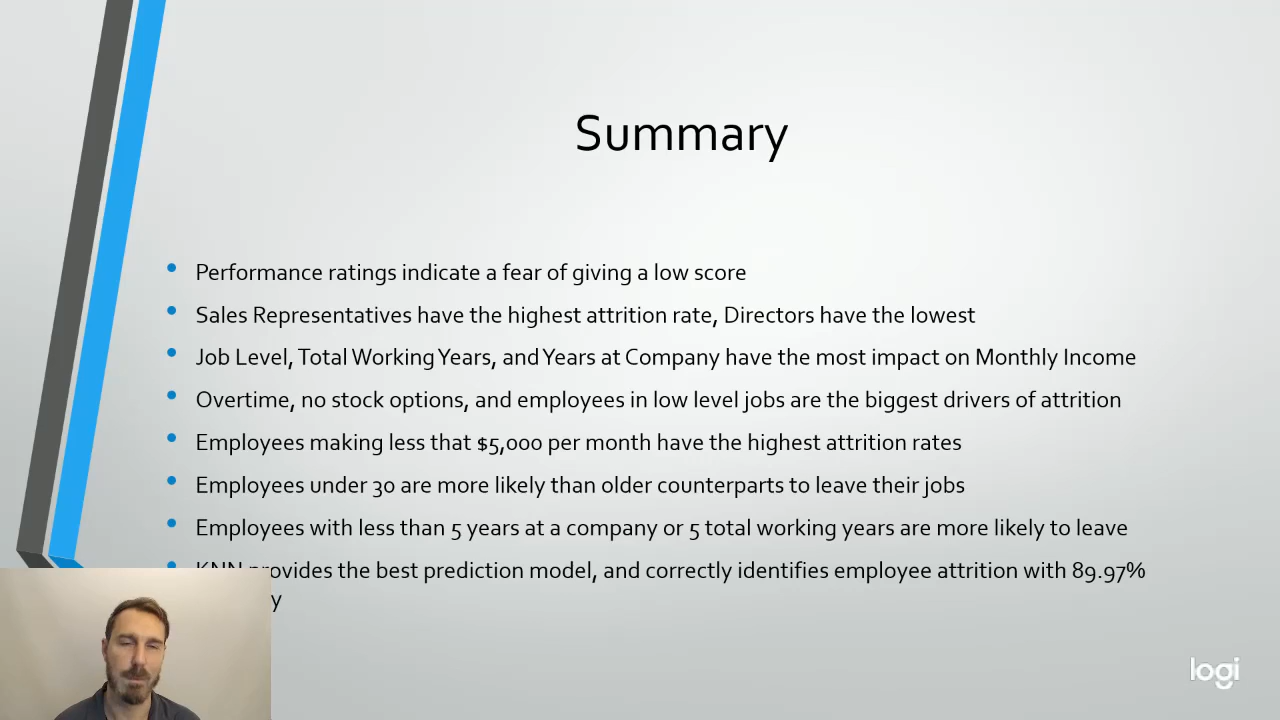 Summary
Performance ratings indicate a fear of giving a low score
Sales Representatives have the highest attrition rate, Directors have the lowest
Job Level, Total Working Years, and Years at Company have the most impact on Monthly Income
Overtime, no stock options, and employees in low level jobs are the biggest drivers of attrition
Employees making less that $5,000 per month have the highest attrition rates
Employees under 30 are more likely than older counterparts to leave their jobs
Employees with less than 5 years at a company or 5 total working years are more likely to leave
KNN provides the best prediction model, and correctly identifies employee attrition with 89.97%
logi